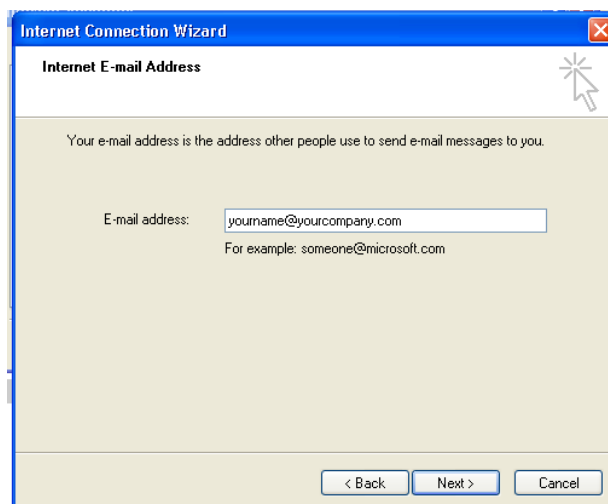 Internet Connection Wizard
Internet E-mail Address
Your e-mail address is the address other people use to send e-mail messages to you.
E-mail address: yourname@yourcompany.com
For example: someone@microsoft.com
< Back Next > Cancel